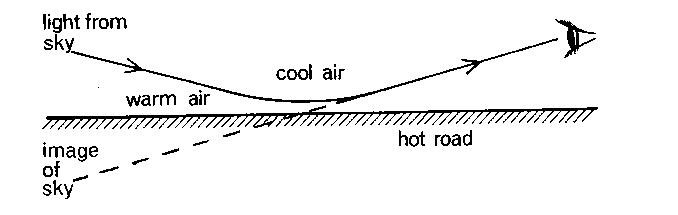 light from
sky
cool air
warm air
hot road
image
of
sky